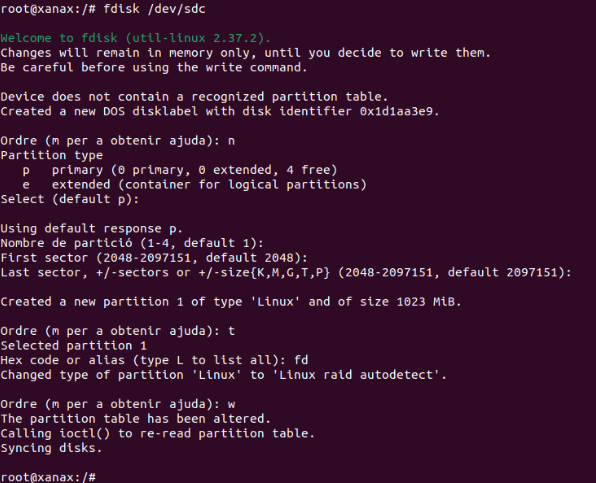 root@xanax:/# fdisk /dev/sdc
Welcome to fdisk (util-linux 2.37.2).
Changes will remain in memory only, until you decide to write them.
Be careful before using the write command.
Device does not contain a recognized partition table.
Created a new DOS disklabel with disk identifier 0x1d1aa3e9.
Ordre (m per a obtenir ajuda): n
Partition type
p   primary (0 primary, 0 extended, 4 free)
e   extended (container for logical partitions)
Select (default p):
Using default response p.
Nombre de partició (1-4, default 1):
First sector (2048-2097151, default 2048):
Last sector, +/-sectors or +/-size{K,M,G,T,P} (2048-2097151, default 2097151):
Created a new partition 1 of type 'Linux' and of size 1023 MiB.
Ordre (m per a obtenir ajuda): t
Selected partition 1
Hex code or alias (type L to list all): fd
Changed type of partition 'Linux' to 'Linux raid autodetect'.
Ordre (m per a obtenir ajuda): w
The partition table has been altered.
Calling ioctl() to re-read partition table.
Syncing disks.
root@xanax:/#